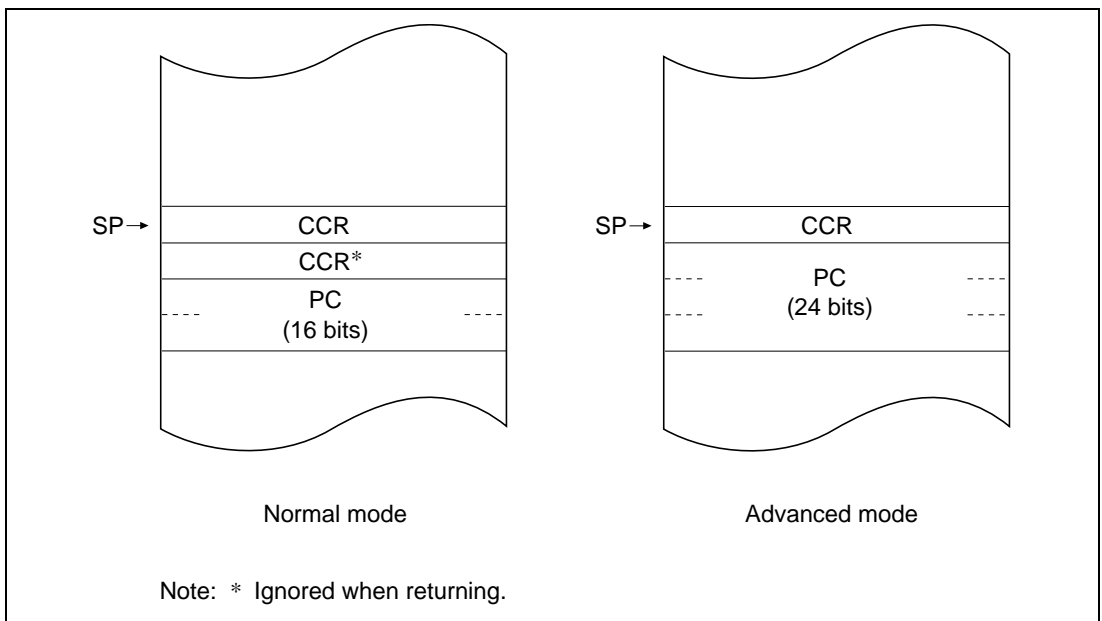 SP→ CCR
CCR*
PC
(16 bits)
Normal mode
SP→ CCR
PC
(24 bits)
Advanced mode
Note: * Ignored when returning.